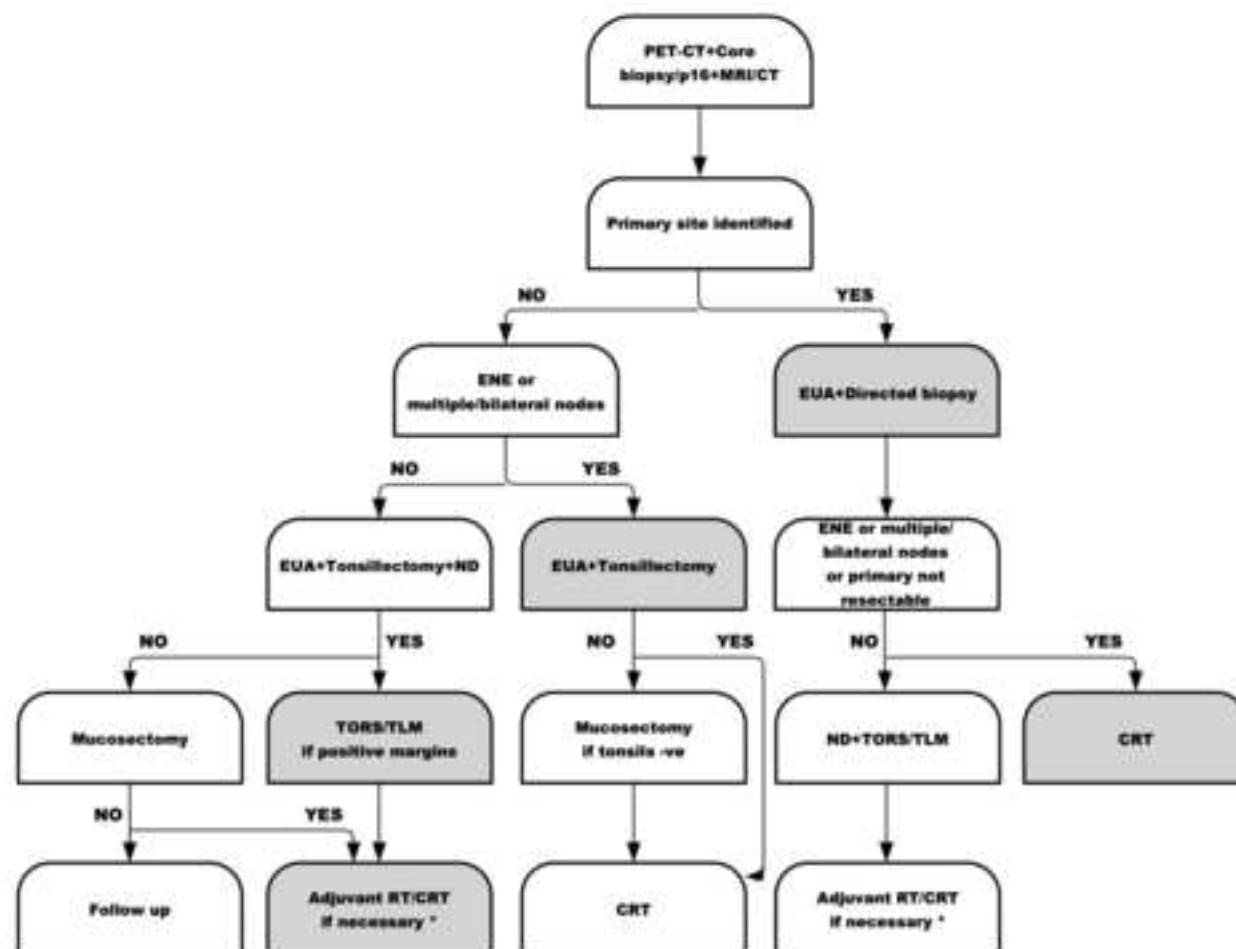 PET-CT+Core
biopsy/p16+MRI/CT
Primary site identified
NO
YES
ENE or
multiple/bilateral nodes
EUA+Directed biopsy
NO
YES
EUA+Tonsillectomy+ND
EUA+Tonsillectomy
ENE or multiple/
bilateral nodes
or primary not
resectable
NO
YES
NO
YES
NO
YES
Mucosectomy
TORS/TLM
if positive margins
Mucosectomy
if tonsils -ve
ND+TORS/TLM
CRT
NO
YES
Follow up
Adjuvant RT/CRT
if necessary *
CRT
Adjuvant RT/CRT
if necessary *